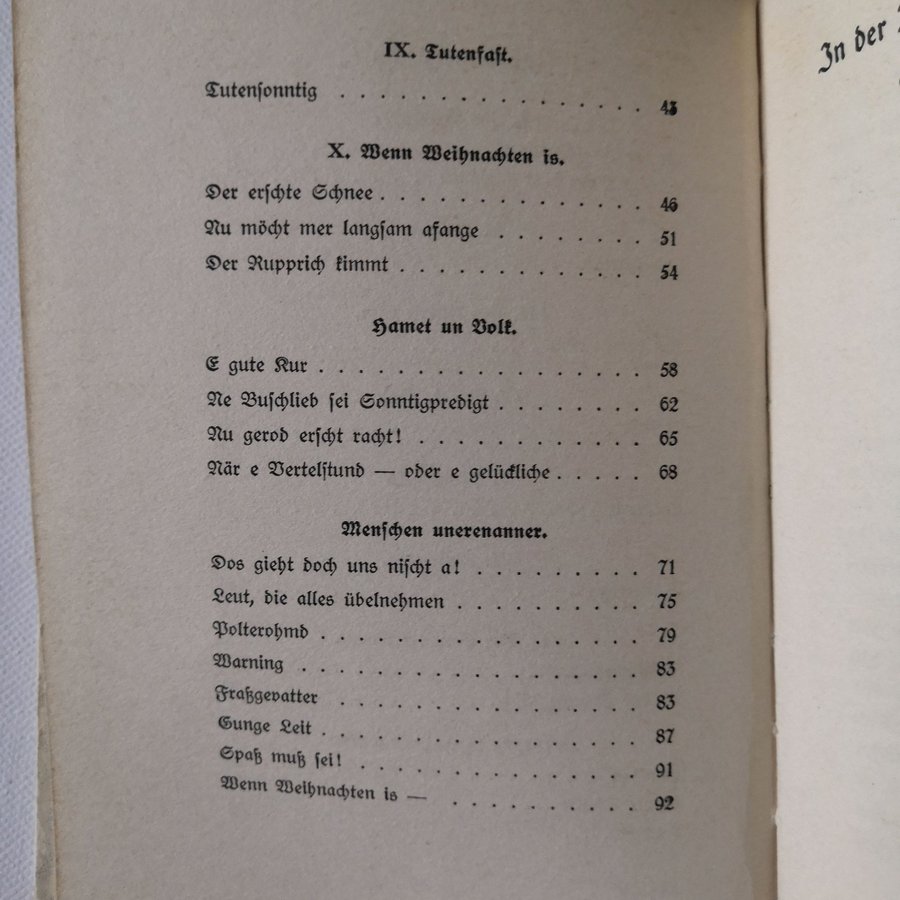 IX. Tutenfast.
Tutensonntig . . . . . . . . . . . . . . . . 43
X. Wenn Weihnachten is.
Der erschte Schnee . . . . . . . . . . . . . . 46
Nu möcht mer langsam afange . . . . . . . . 51
Der Rupprich kimmt . . . . . . . . . . . . . 54
Hamet un Volk.
E gute Kur . . . . . . . . . . . . . . . . . 58
Ne Buschlieb sei Sonntigpredigt . . . . . . . . 62
Nu gerod erscht racht! . . . . . . . . . . . . 65
När e Vertelstund — oder e gelückliche . . . . . 68
Menschen unerenanner.
Dos gieht doch uns nischt a! . . . . . . . . . 71
Leut, die alles übelnehmen . . . . . . . . . . 75
Polterohmd . . . . . . . . . . . . . . . . . 79
Warning . . . . . . . . . . . . . . . . . . 83
Fraßgevatter . . . . . . . . . . . . . . . . 83
Gunge Leit . . . . . . . . . . . . . . . . . 87
Spaß muß sei! . . . . . . . . . . . . . . . 91
Wenn Weihnachten is — . . . . . . . . . . 92
In der